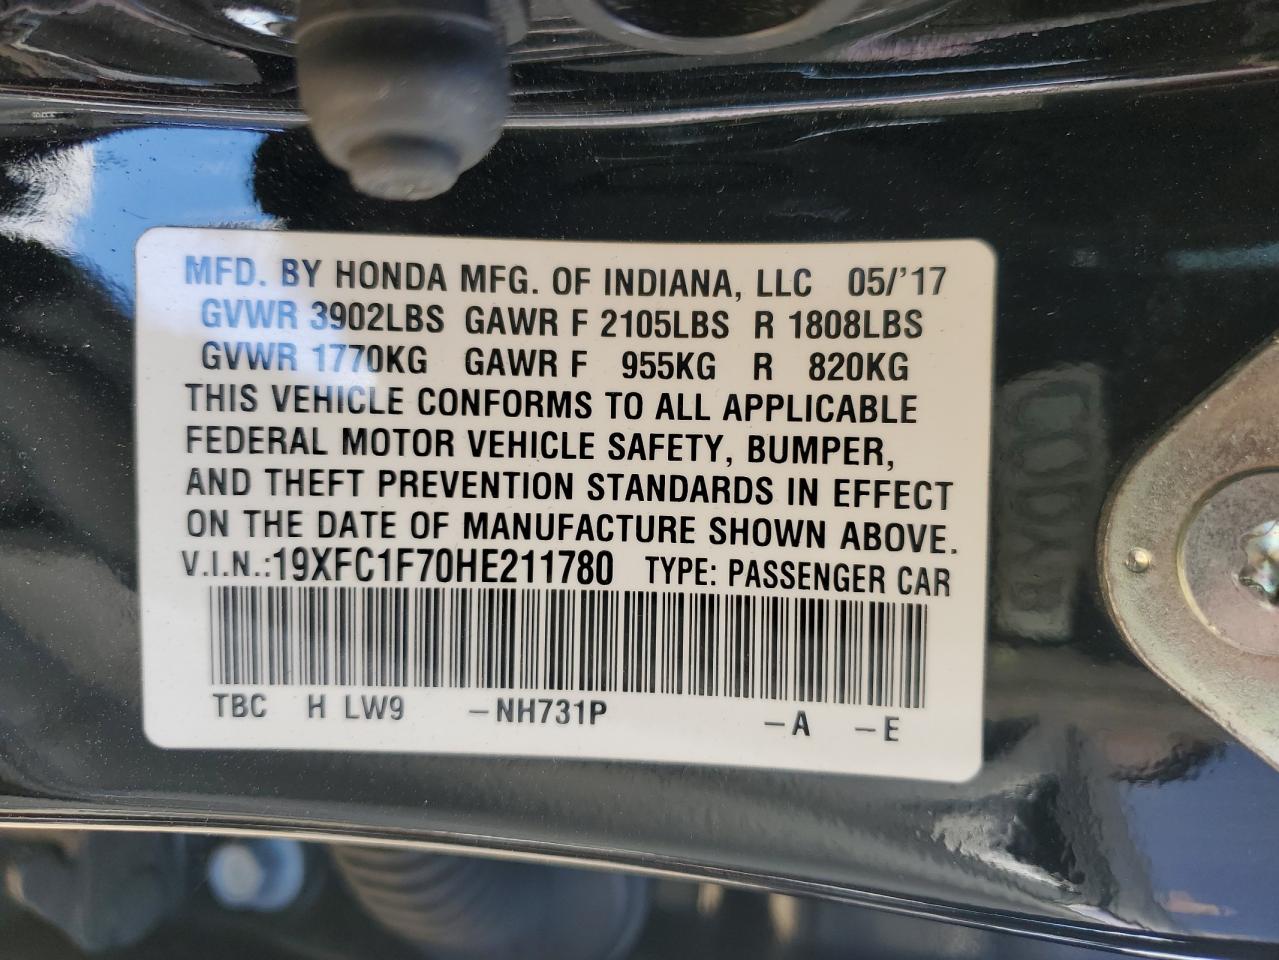 MFD. BY HONDA MFG. OF INDIANA, LLC 05/'17
GVWR 3902LBS GAWR F 2105LBS R 1808LBS
GVWR 1770KG GAWR F 955KG R 820KG
THIS VEHICLE CONFORMS TO ALL APPLICABLE
FEDERAL MOTOR VEHICLE SAFETY, BUMPER,
AND THEFT PREVENTION STANDARDS IN EFFECT
ON THE DATE OF MANUFACTURE SHOWN ABOVE.
V.I.N.:19XFC1F70HE211780 TYPE: PASSENGER CAR
TBC H LW9 -NH731P -A -E